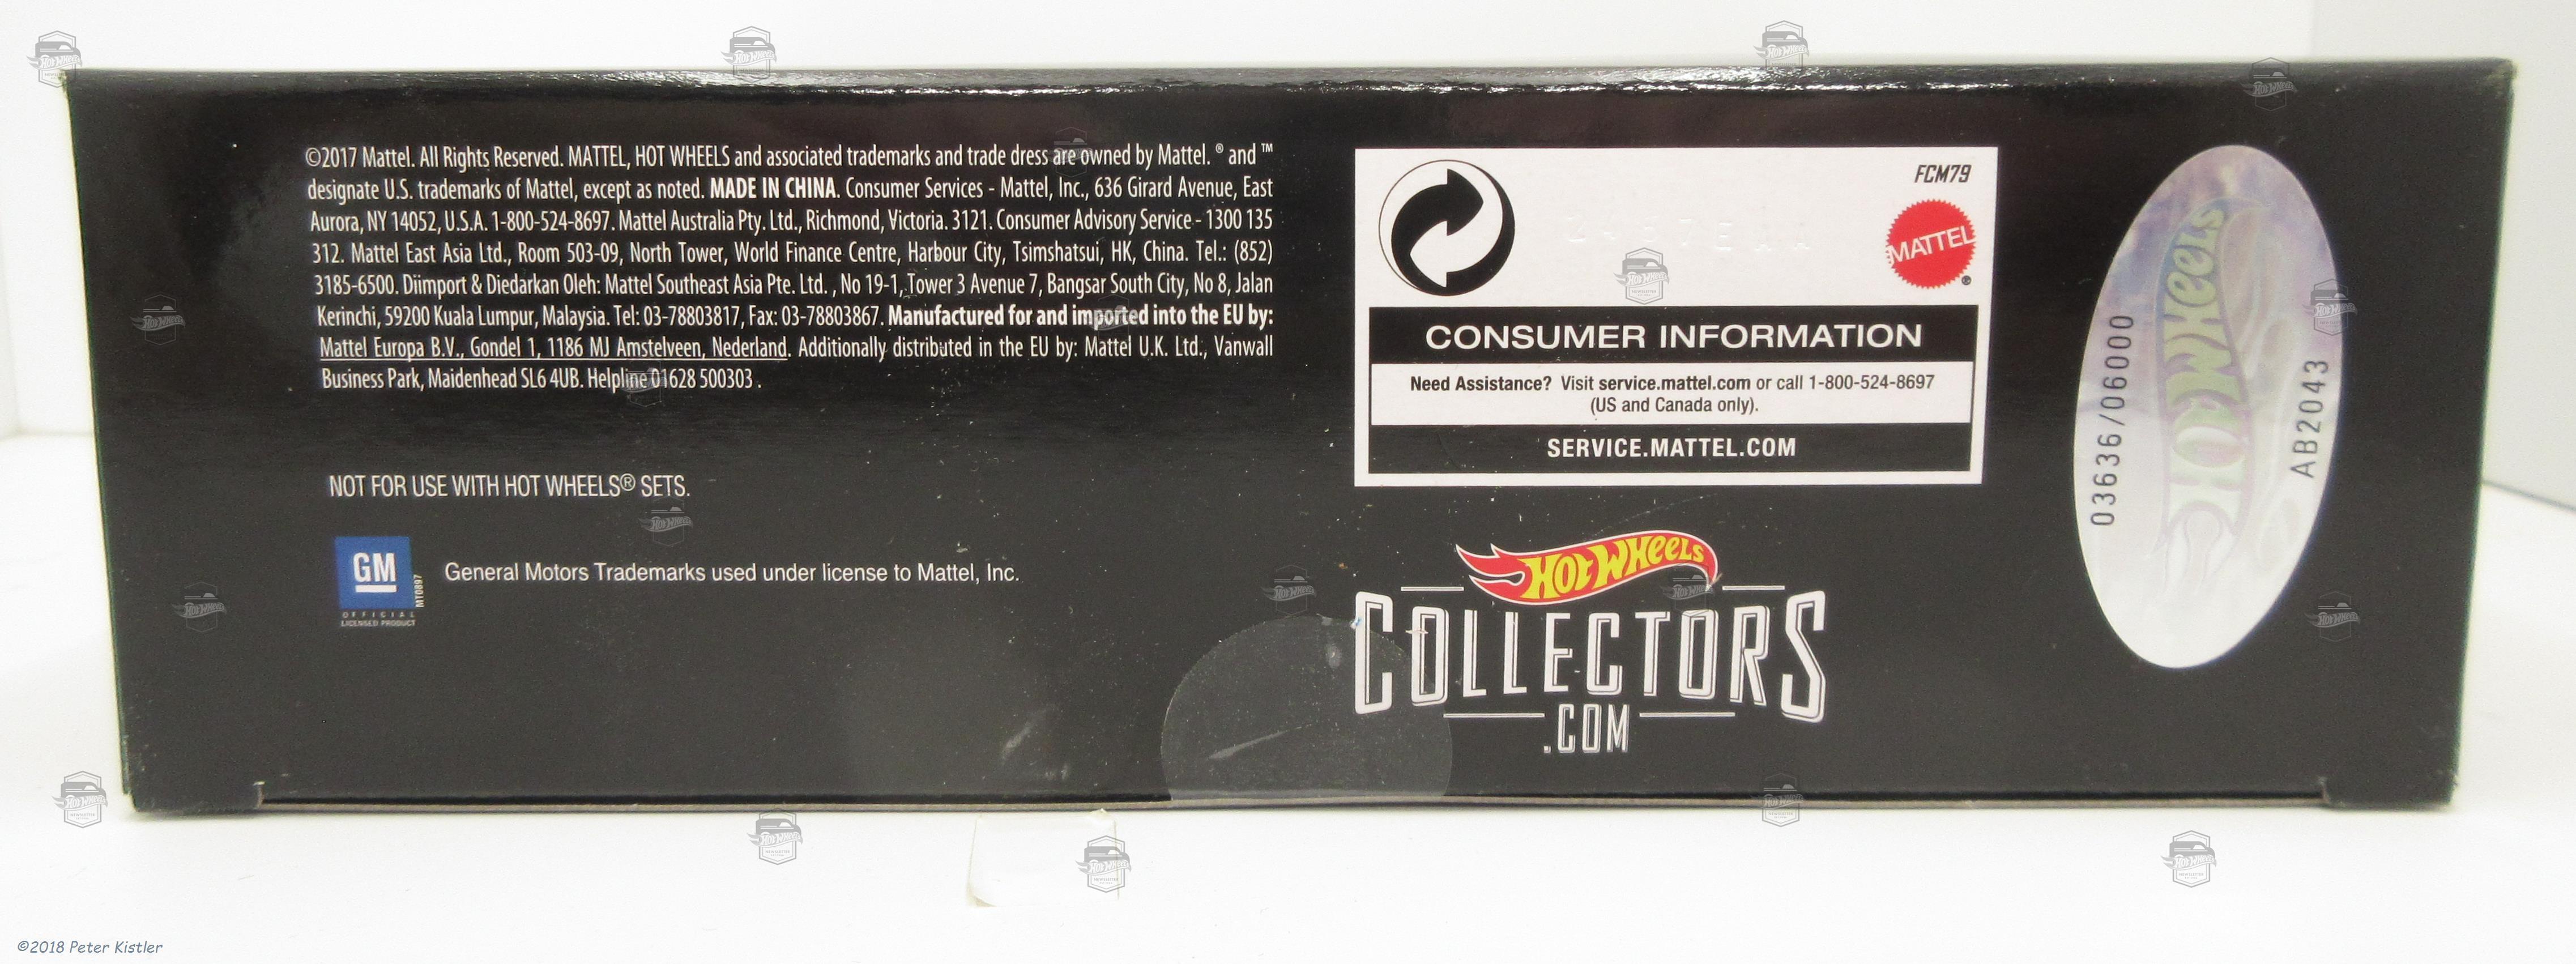 ©2017 Mattel. All Rights Reserved. MATTEL, HOT WHEELS and associated trademarks and trade dress are owned by Mattel. ® and ™
designate U.S. trademarks of Mattel, except as noted. MADE IN CHINA. Consumer Services - Mattel, Inc., 636 Girard Avenue, East
Aurora, NY 14052, U.S.A. 1-800-524-8697. Mattel Australia Pty. Ltd., Richmond, Victoria. 3121. Consumer Advisory Service - 1300 135
312. Mattel East Asia Ltd., Room 503-09, North Tower, World Finance Centre, Harbour City, Tsimshatsui, HK, China. Tel.: (852)
3185-6500. Diimport & Diedarkan Oleh: Mattel Southeast Asia Pte. Ltd. , No 19-1, Tower 3 Avenue 7, Bangsar South City, No 8, Jalan
Kerinchi, 59200 Kuala Lumpur, Malaysia. Tel: 03-78803817, Fax: 03-78803867. Manufactured for and imported into the EU by:
Mattel Europa B.V., Gondel 1, 1186 MJ Amstelveen, Nederland. Additionally distributed in the EU by: Mattel U.K. Ltd., Vanwall
Business Park, Maidenhead SL6 4UB. Helpline 01628 500303 .
NOT FOR USE WITH HOT WHEELS® SETS.
GM
OFFICIAL
LICENSED PRODUCT
MT0897
General Motors Trademarks used under license to Mattel, Inc.
FCM79
MATTEL
CONSUMER INFORMATION
Need Assistance? Visit service.mattel.com or call 1-800-524-8697
(US and Canada only).
SERVICE.MATTEL.COM
HOT WHEELS
COLLECTORS
.COM
03636/06000
HOT WHEELS
AB2043
©2018 Peter Kistler